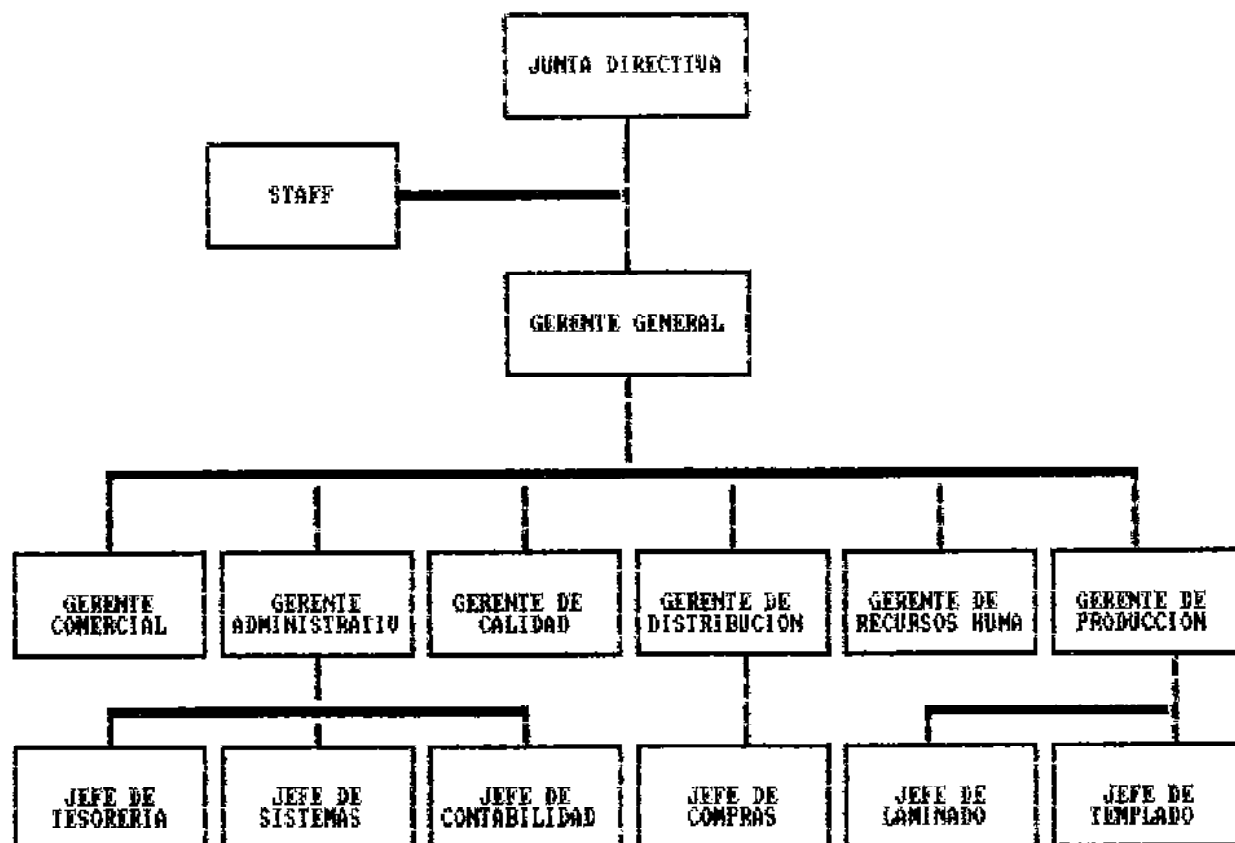 JUNTA DIRECTIVA
STAFF
GERENTE GENERAL
GERENTE
COMERCIAL
GERENTE
ADMINISTRATIV
GERENTE DE
CALIDAD
GERENTE DE
DISTRIBUCION
GERENTE DE
RECURSOS HUMA
GERENTE DE
PRODUCCION
JEFE DE
TESORERIA
JEFE DE
SISTEMAS
JEFE DE
CONTABILIDAD
JEFE DE
COMPRAS
JEFE DE
LAMINADO
JEFE DE
TEMPLADO